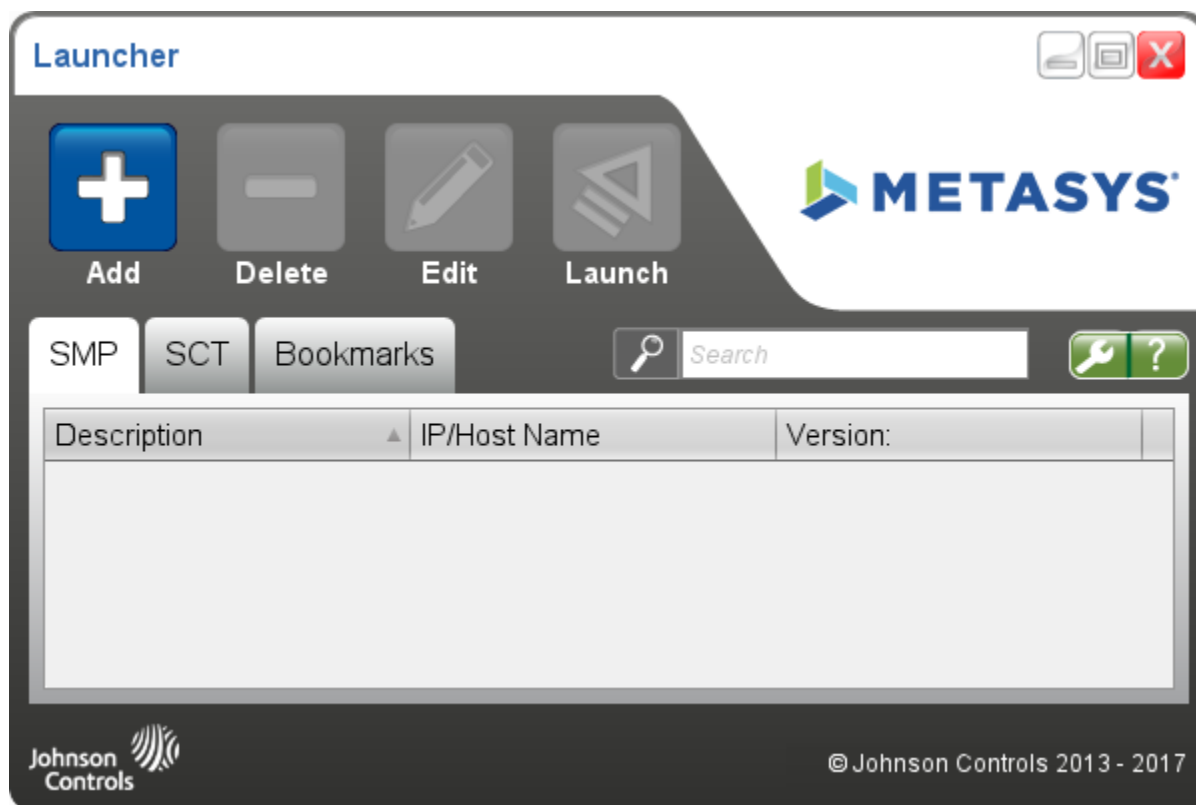 Launcher
METASYS
Add Delete Edit Launch
SMP SCT Bookmarks Search ?
Description IP/Host Name Version:
Johnson
Controls
© Johnson Controls 2013 - 2017